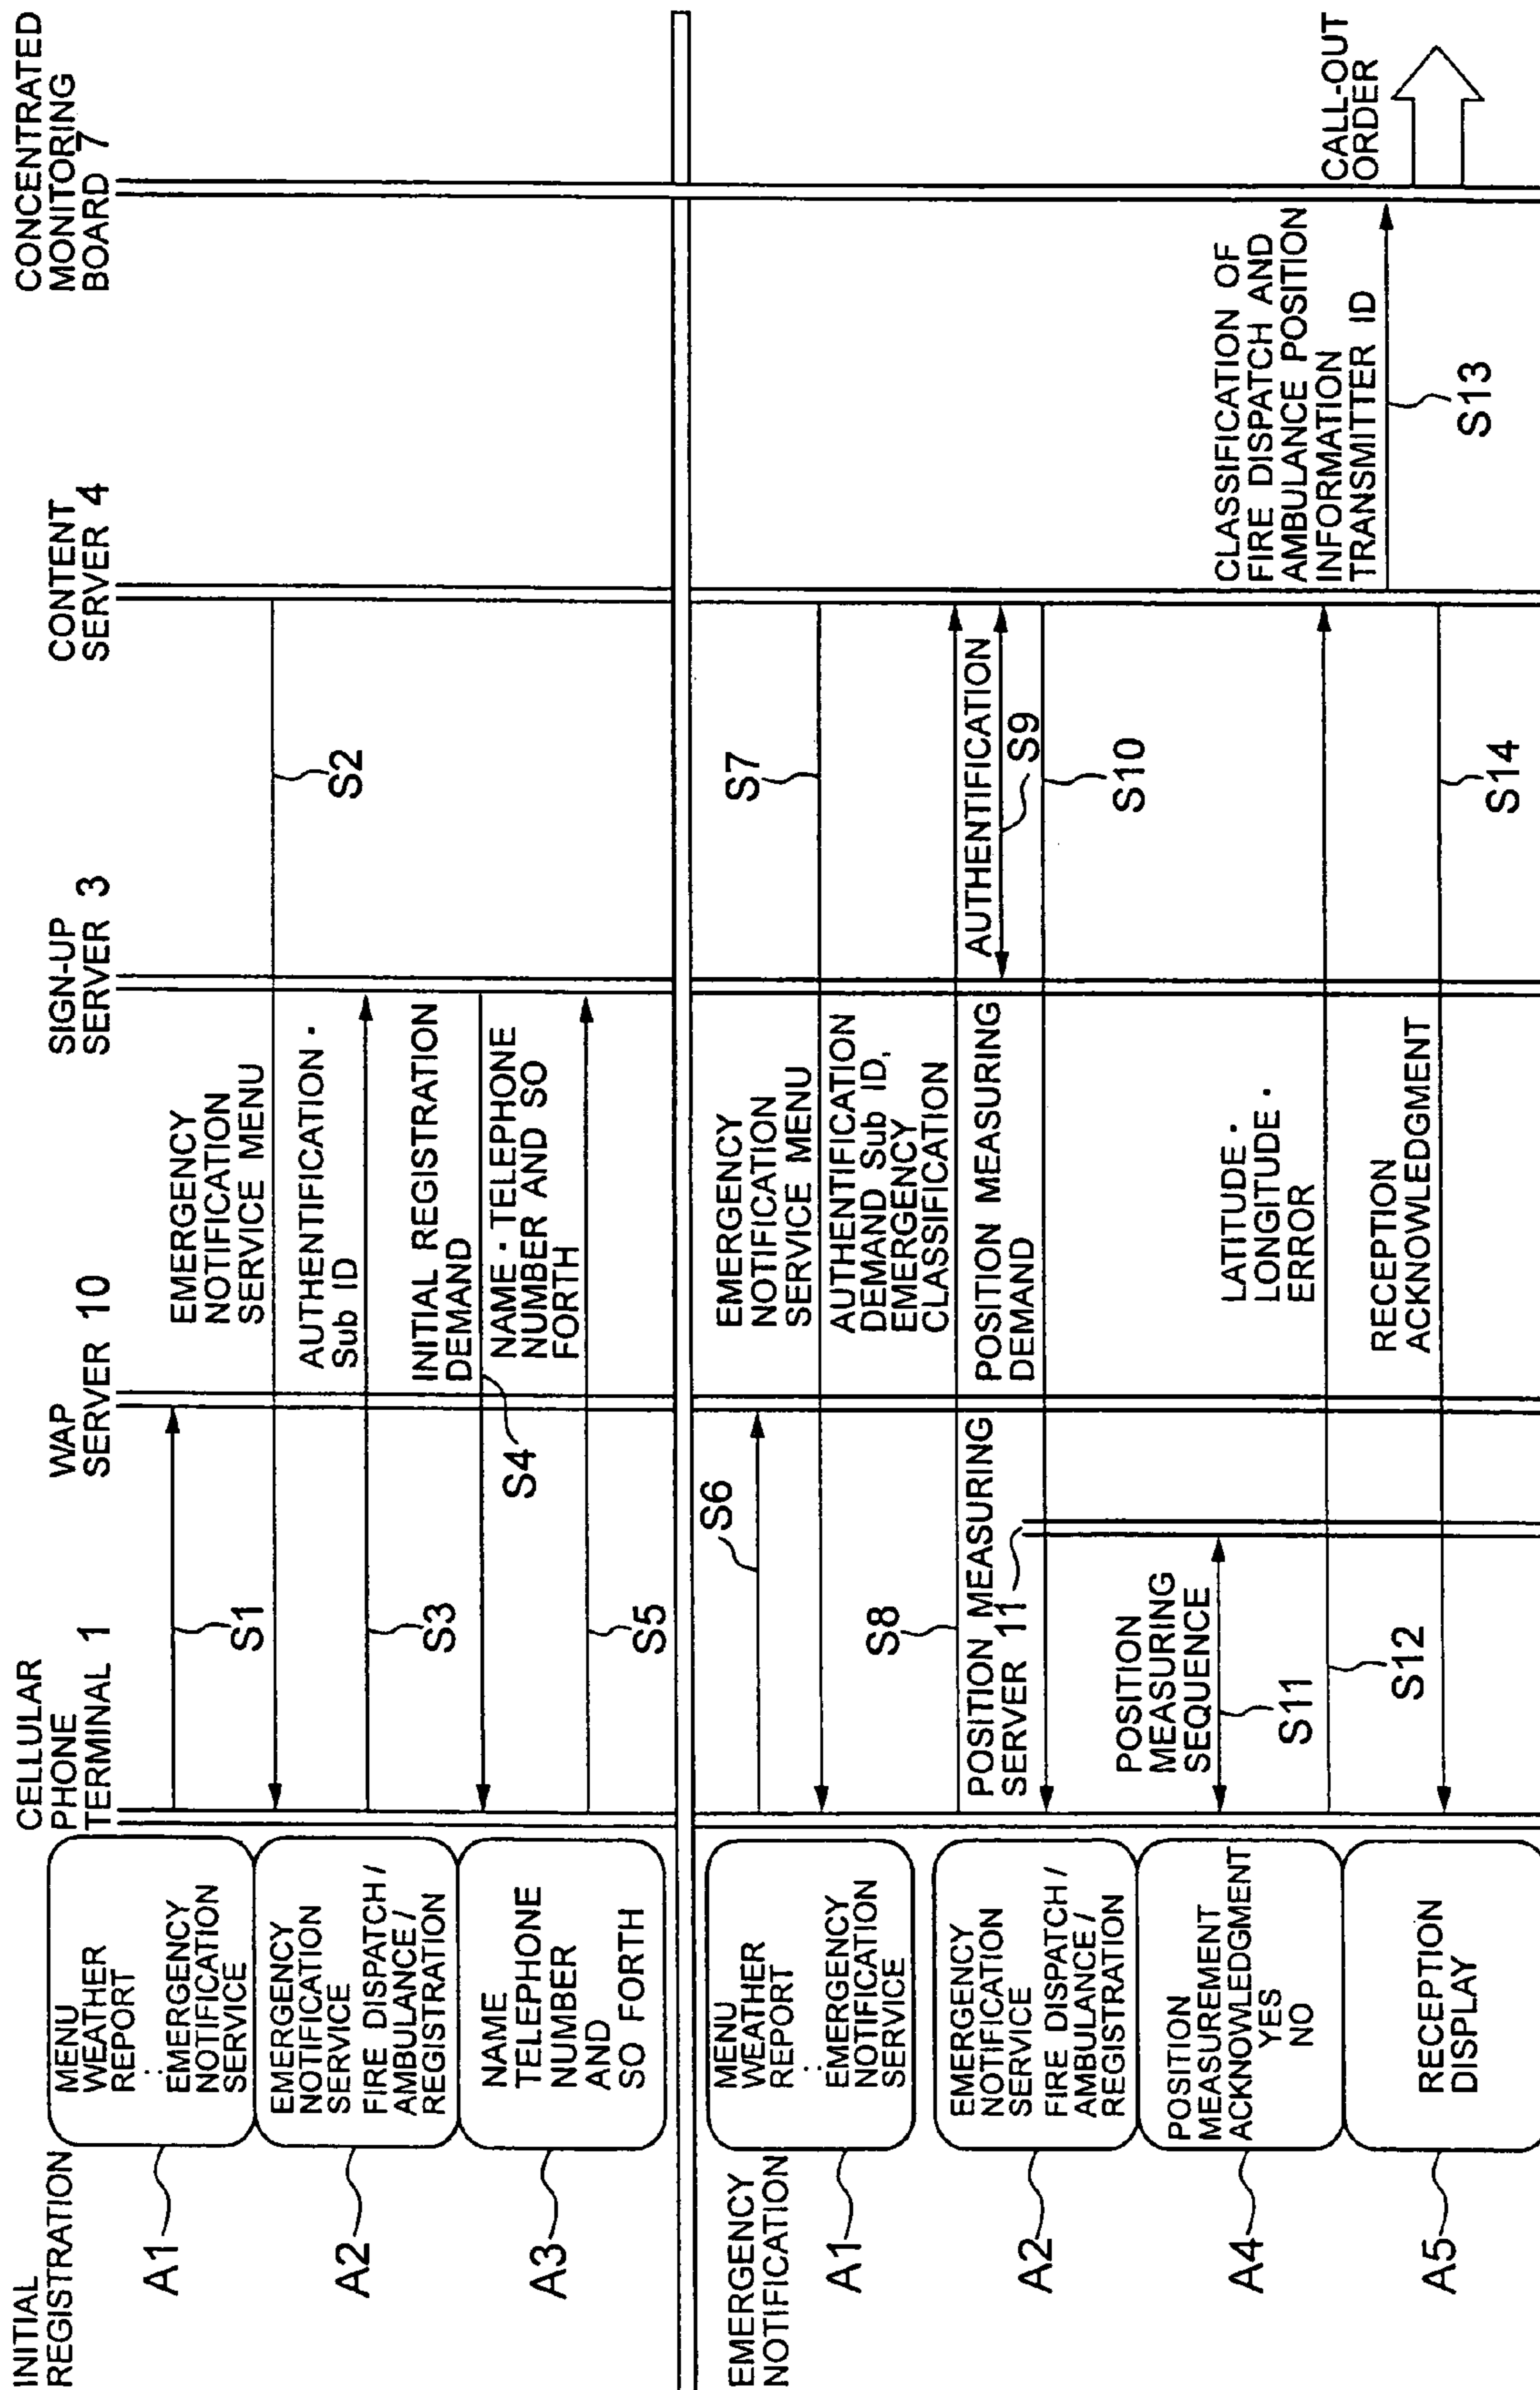 INITIAL
REGISTRATION
CELLULAR
PHONE
TERMINAL 1
WAP
SERVER 10
SIGN-UP
SERVER 3
CONTENT
SERVER 4
CONCENTRATED
MONITORING
BOARD 7
A1
MENU
WEATHER
REPORT
:
EMERGENCY
NOTIFICATION
SERVICE
S1
EMERGENCY
NOTIFICATION
SERVICE MENU
S2
A2
EMERGENCY
NOTIFICATION
SERVICE
FIRE DISPATCH /
AMBULANCE /
REGISTRATION
AUTHENTIFICATION ·
Sub ID
S3
INITIAL REGISTRATION
DEMAND
S4
A3
NAME
TELEPHONE
NUMBER
AND
SO FORTH
NAME · TELEPHONE
NUMBER AND SO
FORTH
S5
EMERGENCY
NOTIFICATION
A1
MENU
WEATHER
REPORT
:
EMERGENCY
NOTIFICATION
SERVICE
S6
EMERGENCY
NOTIFICATION
SERVICE MENU
S7
AUTHENTIFICATION
DEMAND Sub ID,
EMERGENCY
CLASSIFICATION
S8
AUTHENTIFICATION
S9
A2
EMERGENCY
NOTIFICATION
SERVICE
FIRE DISPATCH /
AMBULANCE /
REGISTRATION
POSITION MEASURING
SERVER 11
POSITION MEASURING
DEMAND
S10
A4
POSITION
MEASUREMENT
ACKNOWLEDGMENT
YES
NO
POSITION
MEASURING
SEQUENCE
S11
LATITUDE ·
LONGITUDE ·
ERROR
S12
CLASSIFICATION OF
FIRE DISPATCH AND
AMBULANCE POSITION
INFORMATION
TRANSMITTER ID
S13
CALL-OUT
ORDER
A5
RECEPTION
DISPLAY
RECEPTION
ACKNOWLEDGMENT
S14